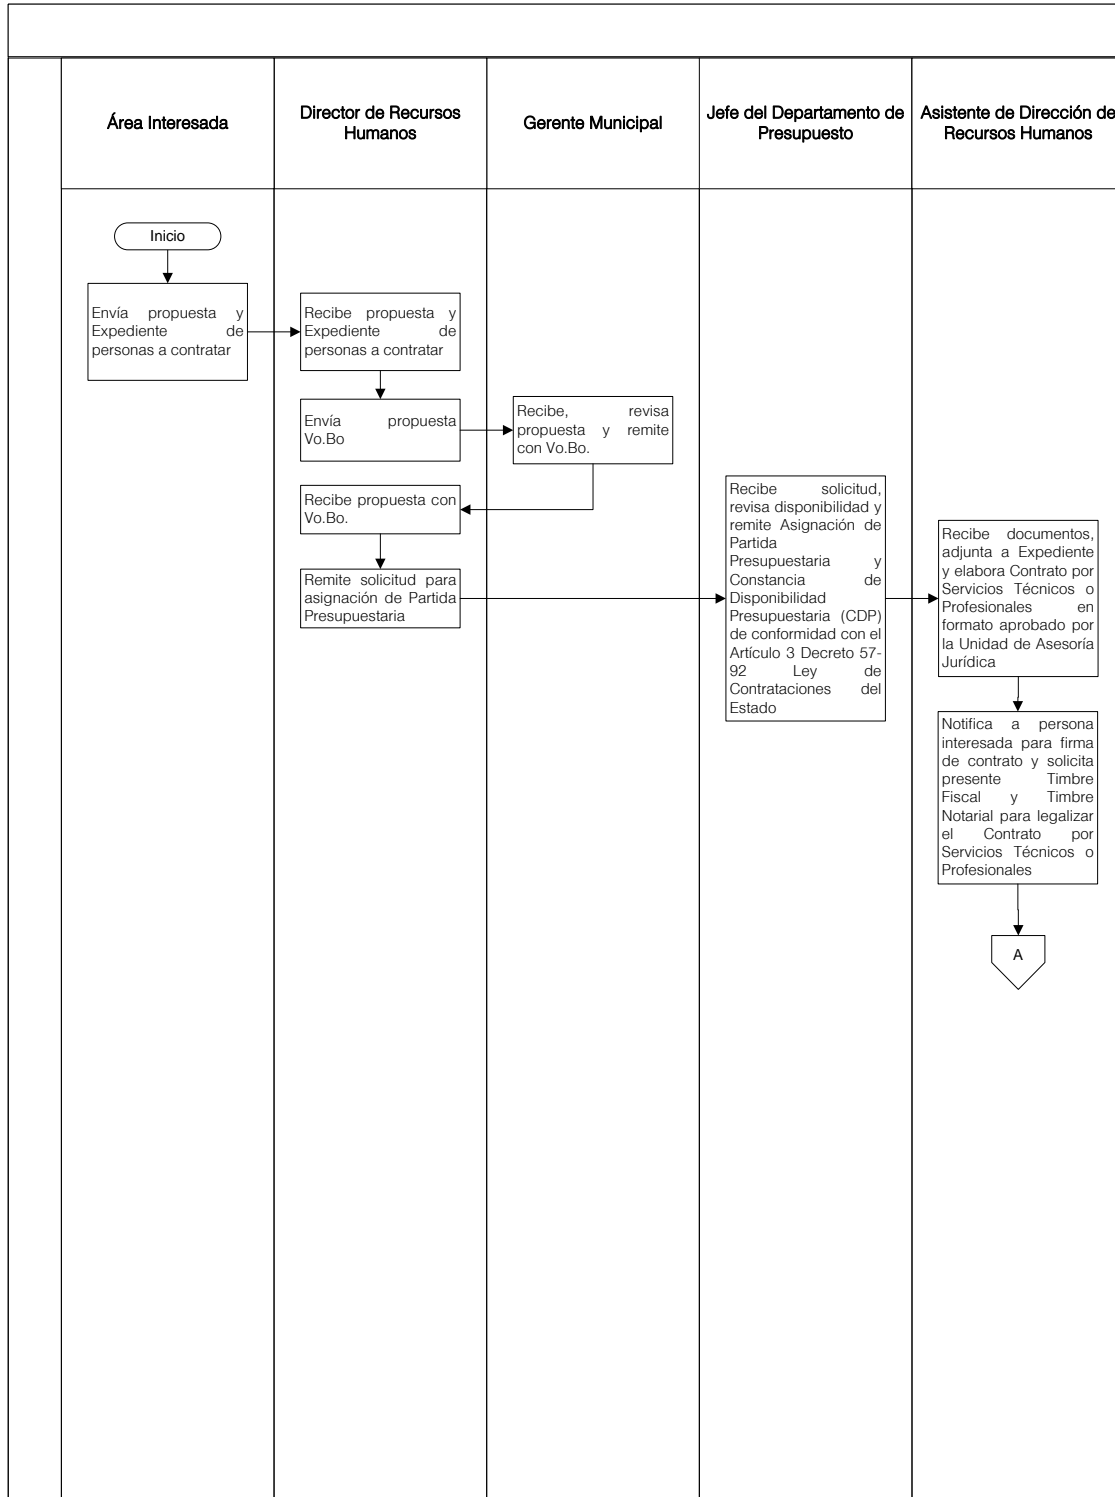 Área Interesada
Director de Recursos
Humanos
Gerente Municipal
Jefe del Departamento de
Presupuesto
Asistente de Dirección de
Recursos Humanos
Inicio
Envía propuesta y
Expediente de
personas a contratar
Recibe propuesta y
Expediente de
personas a contratar
Envía propuesta
Vo.Bo
Recibe, revisa
propuesta y remite
con Vo.Bo.
Recibe propuesta con
Vo.Bo.
Remite solicitud para
asignación de Partida
Presupuestaria
Recibe solicitud,
revisa disponibilidad y
remite Asignación de
Partida
Presupuestaria y
Constancia de
Disponibilidad
Presupuestaria (CDP)
de conformidad con el
Artículo 3 Decreto 57-
92 Ley de
Contrataciones del
Estado
Recibe documentos,
adjunta a Expediente
y elabora Contrato por
Servicios Técnicos o
Profesionales en
formato aprobado por
la Unidad de Asesoría
Jurídica
Notifica a persona
interesada para firma
de contrato y solicita
presente Timbre
Fiscal y Timbre
Notarial para legalizar
el Contrato por
Servicios Técnicos o
Profesionales
A